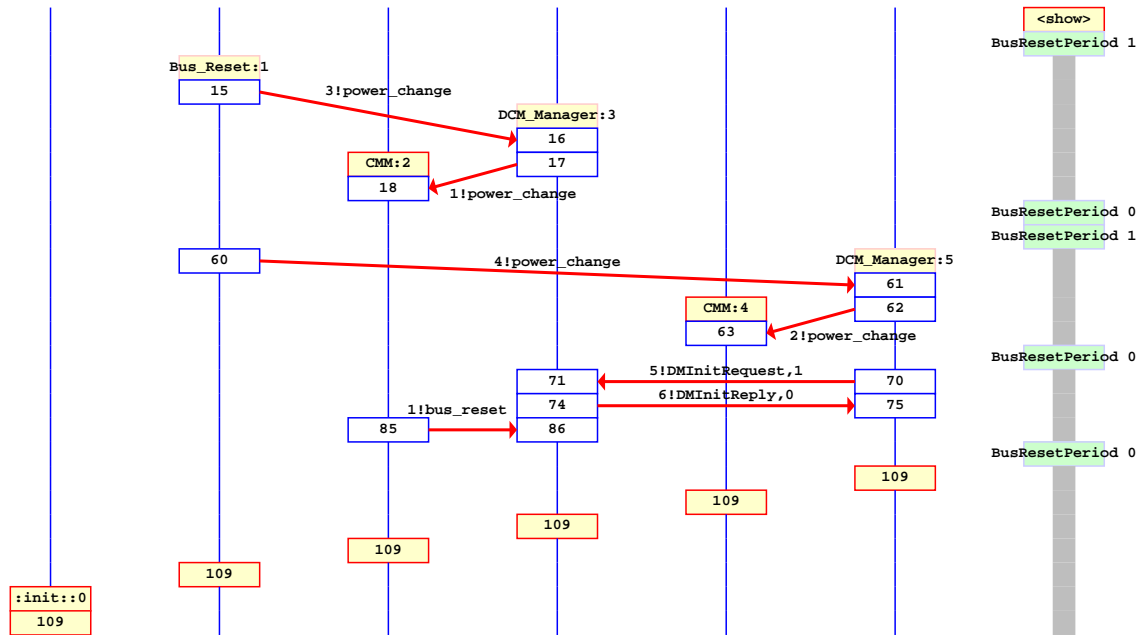 <show>
BusResetPeriod 1
Bus_Reset:1
15
3!power_change
DCM_Manager:3
16
CMM:2
17
18
1!power_change
BusResetPeriod 0
BusResetPeriod 1
60
4!power_change
DCM_Manager:5
61
CMM:4
62
63
2!power_change
BusResetPeriod 0
71
5!DMInitRequest,1
70
74
6!DMInitReply,0
75
85
1!bus_reset
86
BusResetPeriod 0
109
109
109
109
109
:init::0
109